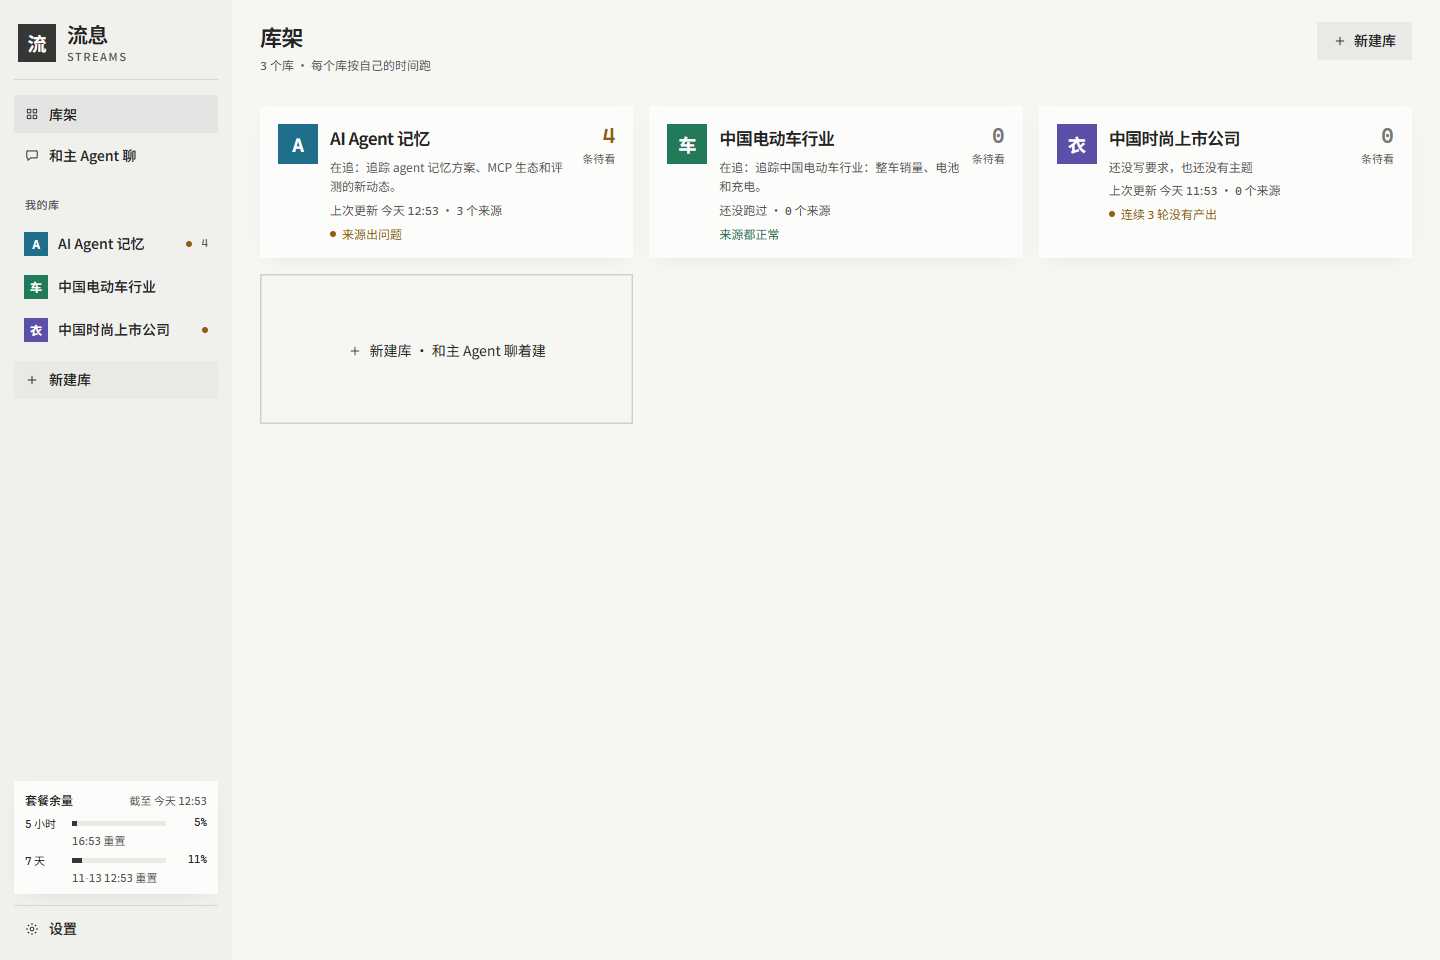 流
流息
STREAMS
库架
和主 Agent 聊
我的库
A
AI Agent 记忆
4
车
中国电动车行业
衣
中国时尚上市公司
新建库
套餐余量
截至 今天 12:53
5 小时
5%
16:53 重置
7 天
11%
11-13 12:53 重置
设置
库架
3 个库 · 每个库按自己的时间跑
新建库
A
AI Agent 记忆
4
条待看
在追：追踪 agent 记忆方案、MCP 生态和评
测的新动态。
上次更新 今天 12:53 · 3 个来源
来源出问题
车
中国电动车行业
0
条待看
在追：追踪中国电动车行业：整车销量、电池
和充电。
还没跑过 · 0 个来源
来源都正常
衣
中国时尚上市公司
0
条待看
还没写要求，也还没有主题
上次更新 今天 11:53 · 0 个来源
连续 3 轮没有产出
新建库 · 和主 Agent 聊着建